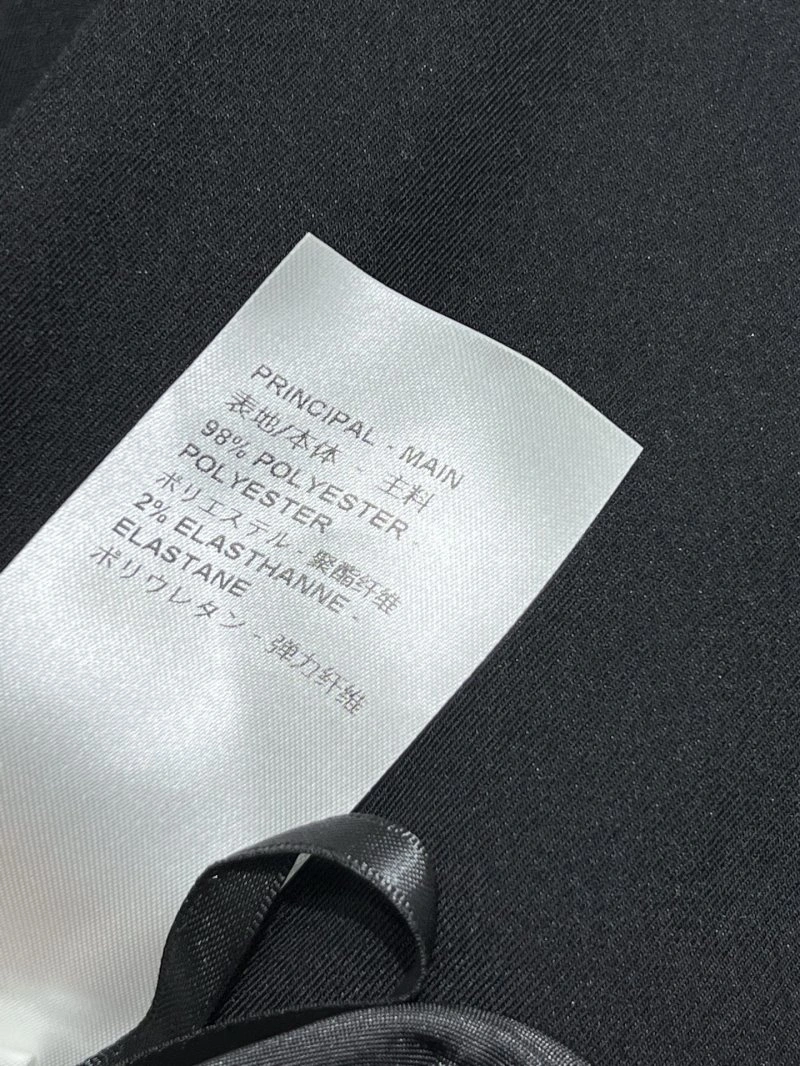 PRINCIPAL - MAIN
表地/本体 - 主料
98% POLYESTER -
POLYESTER
ポリエステル - 聚酯纤维
2% ELASTHANNE -
ELASTANE
ポリウレタン - 弹力纤维